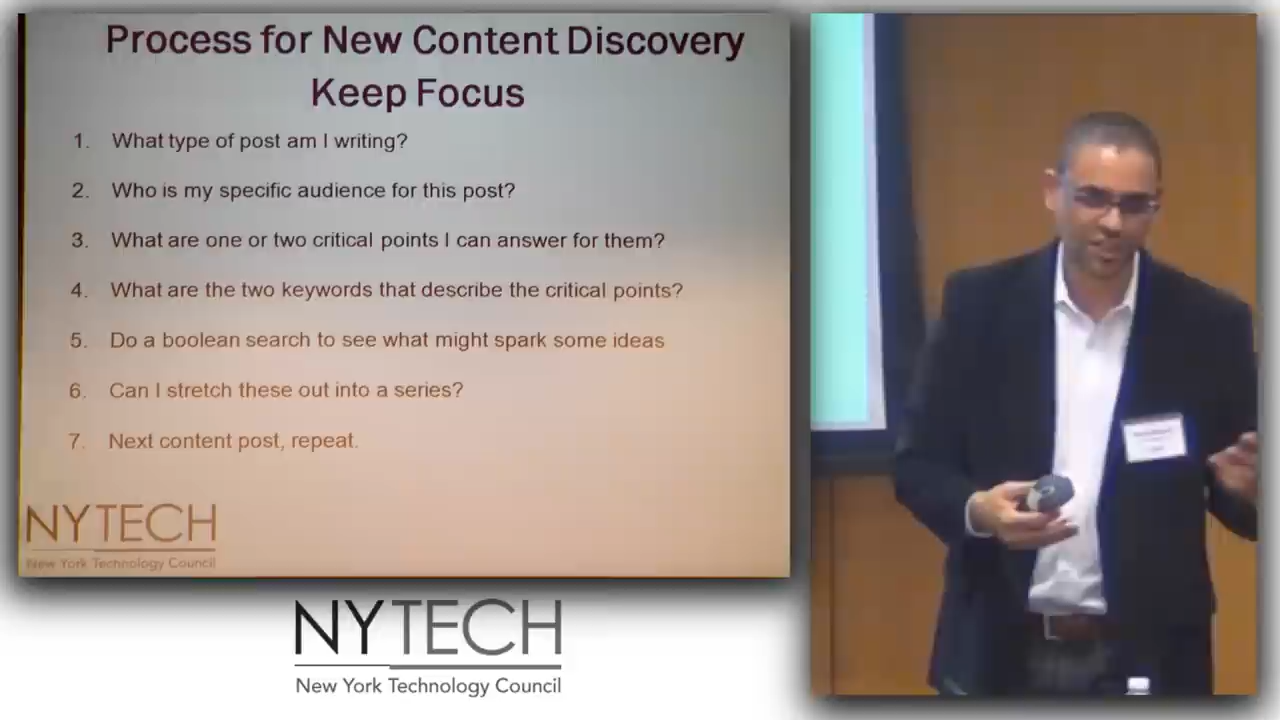 Process for New Content Discovery
Keep Focus
1. What type of post am I writing?
2. Who is my specific audience for this post?
3. What are one or two critical points I can answer for them?
4. What are the two keywords that describe the critical points?
5. Do a boolean search to see what might spark some ideas
6. Can I stretch these out into a series?
7. Next content post, repeat.
NYTECH
New York Technology Council
NYTECH
New York Technology Council